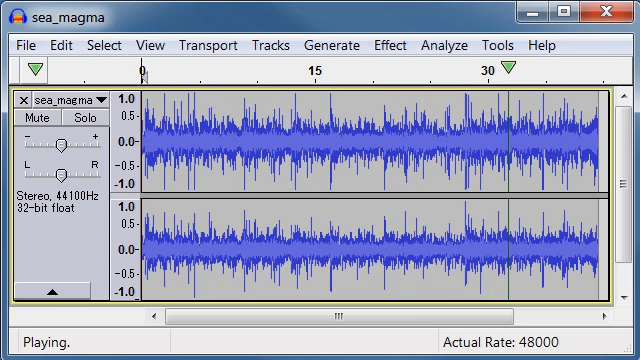 sea_magma
File Edit Select View Transport Tracks Generate Effect Analyze Tools Help
0 15 30
sea_magma
Mute Solo
- +
L R
Stereo, 44100Hz
32-bit float
1.0
0.5-
0.0-
-0.5-
-1.0
1.0
0.5-
0.0-
-0.5-
-1.0
Playing. Actual Rate: 48000